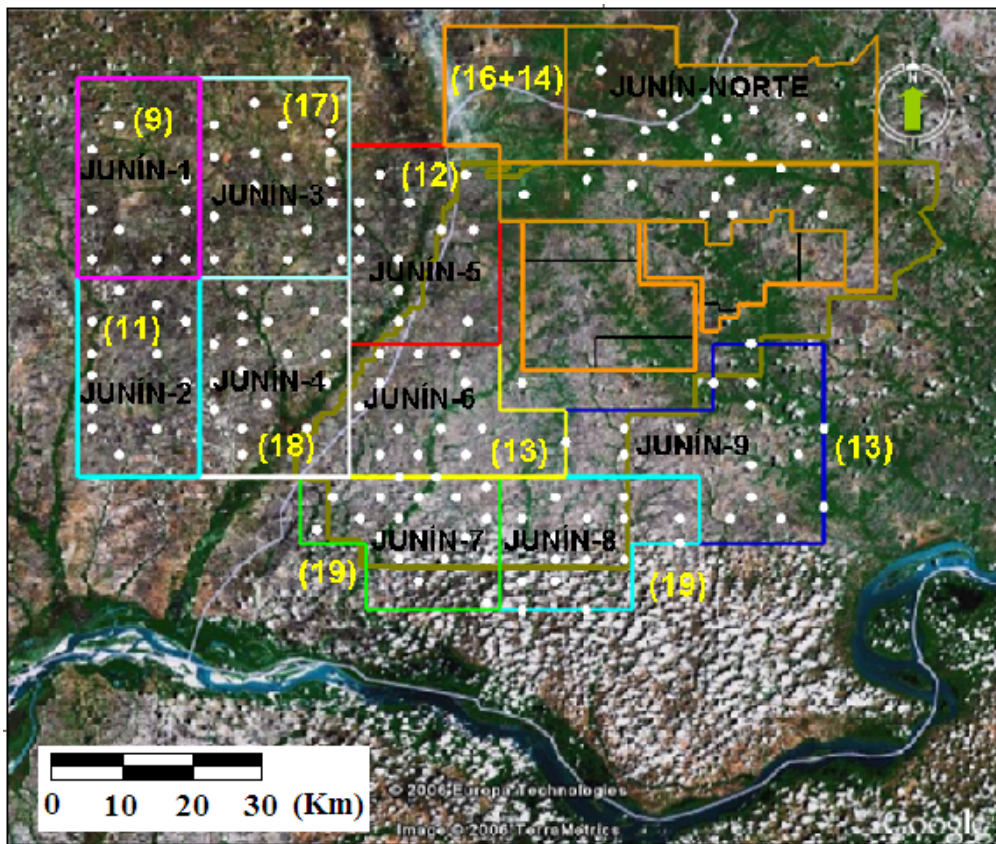 (16+14)
JUNÍN-NORTE
N
(9)
(17)
JUNÍN-1
JUNÍN-3
(12)
JUNÍN-5
(11)
JUNÍN-2
JUNÍN-4
JUNÍN-6
(18)
(13)
JUNÍN-9
(13)
JUNÍN-7
JUNÍN-8
(19)
(19)
0 10 20 30 (Km)
© 2006 Europa Technologies
Image © 2006 TerraMetrics
Google